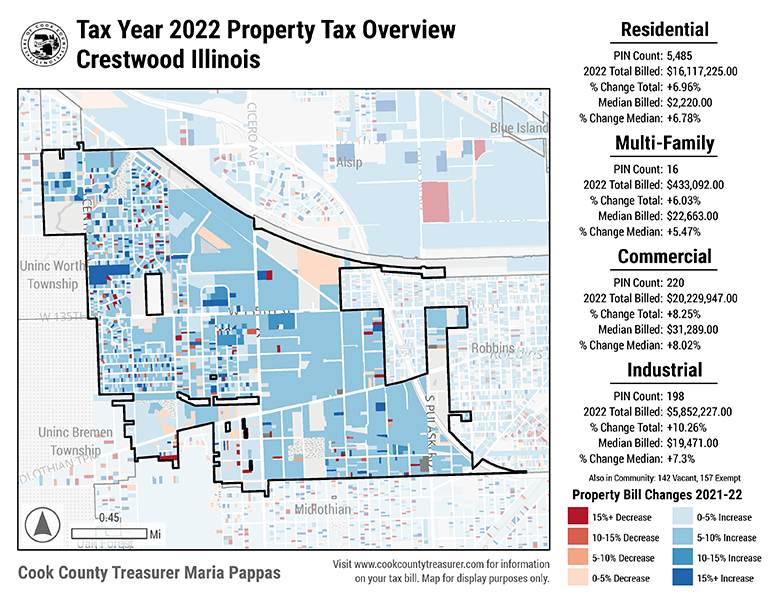 Tax Year 2022 Property Tax Overview
Crestwood Illinois
Residential
PIN Count: 5,485
2022 Total Billed: $16,117,225.00
% Change Total: +6.96%
Median Billed: $2,220.00
% Change Median: +6.78%
Multi-Family
PIN Count: 16
2022 Total Billed: $433,092.00
% Change Total: +6.03%
Median Billed: $22,663.00
% Change Median: +5.47%
Commercial
PIN Count: 220
2022 Total Billed: $20,229,947.00
% Change Total: +8.25%
Median Billed: $31,289.00
% Change Median: +8.02%
Industrial
PIN Count: 198
2022 Total Billed: $5,852,227.00
% Change Total: +10.26%
Median Billed: $19,471.00
% Change Median: +7.3%
Also in Community: 142 Vacant, 157 Exempt
Property Bill Changes 2021-22
15%+ Decrease
10-15% Decrease
5-10% Decrease
0-5% Decrease
0-5% Increase
5-10% Increase
10-15% Increase
15%+ Increase
CICERO AVE
Blue Island
Alsip
Uninc Worth
Township
W 135TH
Robbins
S PULASKI
Uninc Bremen
Township
Midlothian
0.45
Mi
Cook County Treasurer Maria Pappas
Visit www.cookcountytreasurer.com for information
on your tax bill. Map for display purposes only.